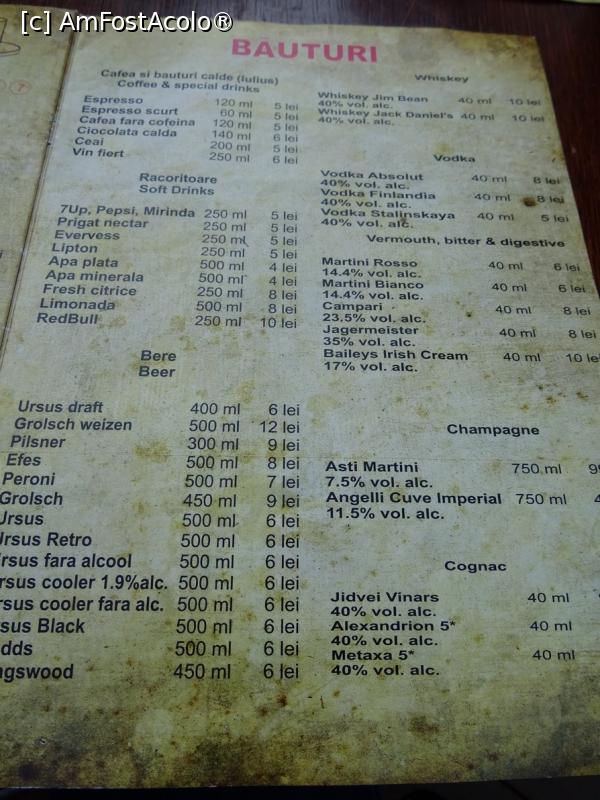 [c] AmFostAcolo®
BĂUTURI
Cafea si bauturi calde (Iulius)
Coffee & special drinks
Espresso 120 ml 5 lei
Espresso scurt 60 ml 5 lei
Cafea fara cofeina 120 ml 5 lei
Ciocolata calda 140 ml 6 lei
Ceai 200 ml 5 lei
Vin fiert 250 ml 6 lei
Racoritoare
Soft Drinks
7Up, Pepsi, Mirinda 250 ml 5 lei
Prigat nectar 250 ml 5 lei
Evervess 250 ml 5 lei
Lipton 250 ml 5 lei
Apa plata 500 ml 4 lei
Apa minerala 500 ml 4 lei
Fresh citrice 250 ml 8 lei
Limonada 500 ml 8 lei
RedBull 250 ml 10 lei
Bere
Beer
Ursus draft 400 ml 6 lei
Grolsch weizen 500 ml 12 lei
Pilsner 300 ml 9 lei
Efes 500 ml 8 lei
Peroni 500 ml 7 lei
Grolsch 450 ml 9 lei
Ursus 500 ml 6 lei
Ursus Retro 500 ml 6 lei
Ursus fara alcool 500 ml 6 lei
rsus cooler 1.9%alc. 500 ml 6 lei
rsus cooler fara alc. 500 ml 6 lei
sus Black 500 ml 6 lei
dds 500 ml 6 lei
ngswood 450 ml 6 lei
Whiskey
Whiskey Jim Bean 40 ml 10 lei
40% vol. alc.
Whiskey Jack Daniel's 40 ml 10 lei
40% vol. alc.
Vodka
Vodka Absolut 40 ml 8 lei
40% vol. alc.
Vodka Finlandia 40 ml 8 lei
40% vol. alc.
Vodka Stalinskaya 40 ml 5 lei
40% vol. alc.
Vermouth, bitter & digestive
Martini Rosso 40 ml 6 lei
14.4% vol. alc.
Martini Bianco 40 ml 6 lei
14.4% vol. alc.
Campari 40 ml 8 lei
23.5% vol. alc.
Jagermeister 40 ml 8 lei
35% vol. alc.
Baileys Irish Cream 40 ml 10 lei
17% vol. alc.
Champagne
Asti Martini 750 ml
7.5% vol. alc.
Angelli Cuve Imperial 750 ml
11.5% vol. alc.
Cognac
Jidvei Vinars 40 ml
40% vol. alc.
Alexandrion 5* 40 ml
40% vol. alc.
Metaxa 5* 40 ml
40% vol. alc.